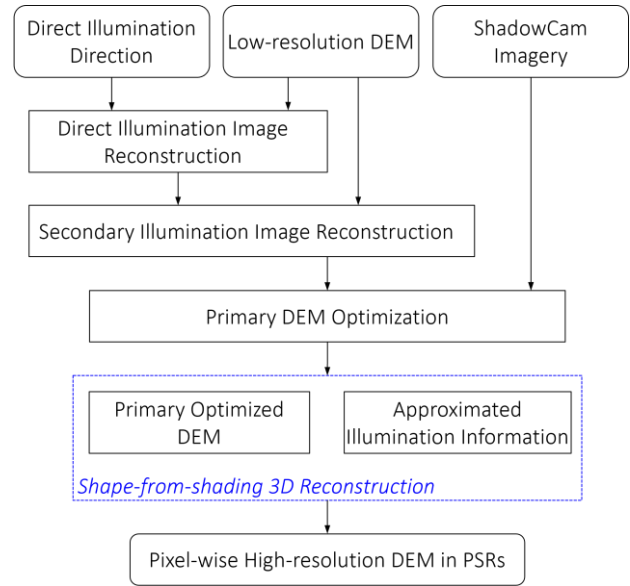 Direct Illumination
Direction
Low-resolution DEM
ShadowCam
Imagery
Direct Illumination Image
Reconstruction
Secondary Illumination Image Reconstruction
Primary DEM Optimization
Primary Optimized
DEM
Approximated
Illumination Information
Shape-from-shading 3D Reconstruction
Pixel-wise High-resolution DEM in PSRs